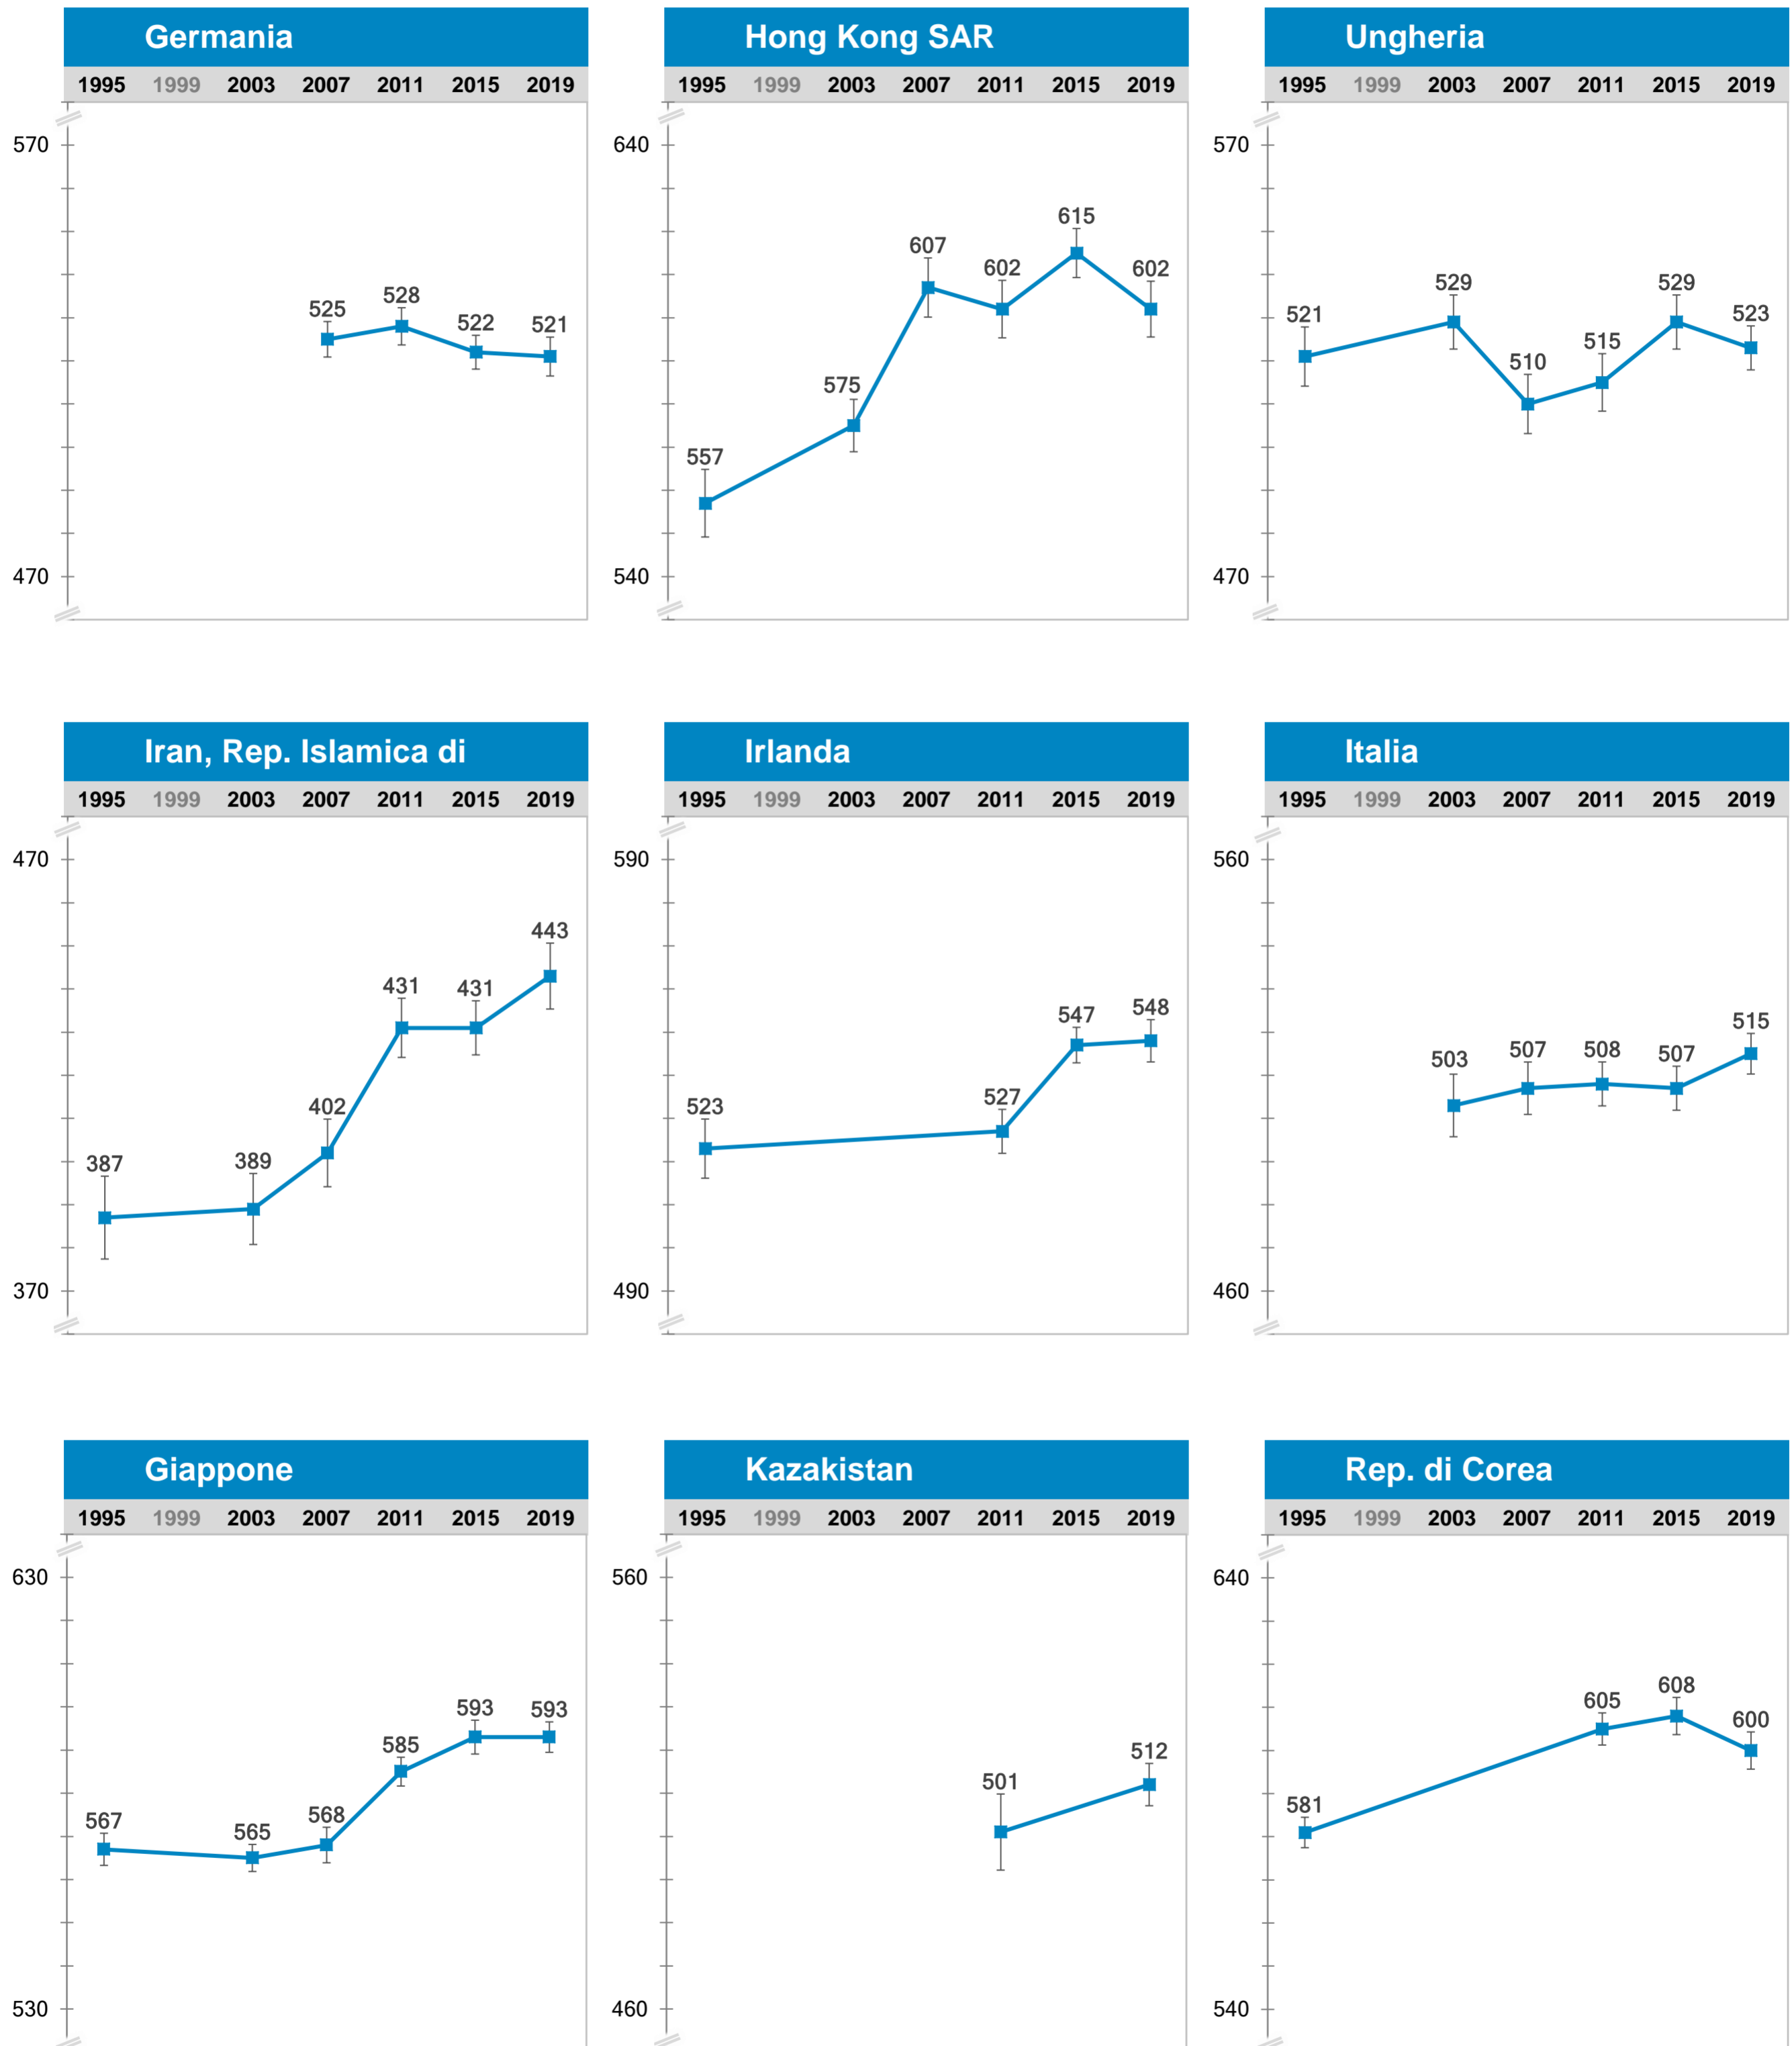 Germania
1995 1999 2003 2007 2011 2015 2019
570
525 528 522 521
470
Hong Kong SAR
1995 1999 2003 2007 2011 2015 2019
640
557 575 607 602 615 602
540
Ungheria
1995 1999 2003 2007 2011 2015 2019
570
521 529 510 515 529 523
470
Iran, Rep. Islamica di
1995 1999 2003 2007 2011 2015 2019
470
387 389 402 431 431 443
370
Irlanda
1995 1999 2003 2007 2011 2015 2019
590
523 527 547 548
490
Italia
1995 1999 2003 2007 2011 2015 2019
560
503 507 508 507 515
460
Giappone
1995 1999 2003 2007 2011 2015 2019
630
567 565 568 585 593 593
530
Kazakistan
1995 1999 2003 2007 2011 2015 2019
560
501 512
460
Rep. di Corea
1995 1999 2003 2007 2011 2015 2019
640
581 605 608 600
540